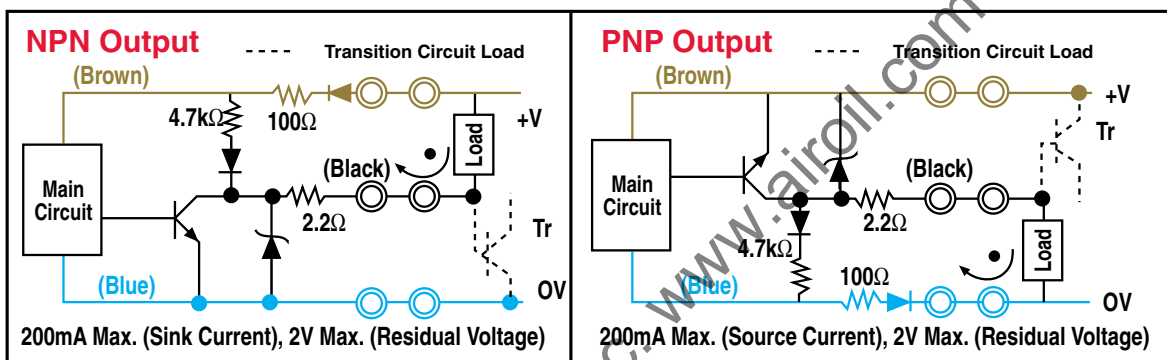 NPN Output
Transition Circuit Load
(Brown)
4.7kΩ
100Ω
+V
Load
(Black)
Main
Circuit
2.2Ω
Tr
(Blue)
OV
200mA Max. (Sink Current), 2V Max. (Residual Voltage)
PNP Output
Transition Circuit Load
(Brown)
+V
Tr
(Black)
Main
Circuit
2.2Ω
4.7kΩ
100Ω
Load
(Blue)
OV
200mA Max. (Source Current), 2V Max. (Residual Voltage)
c. www.airoil.com